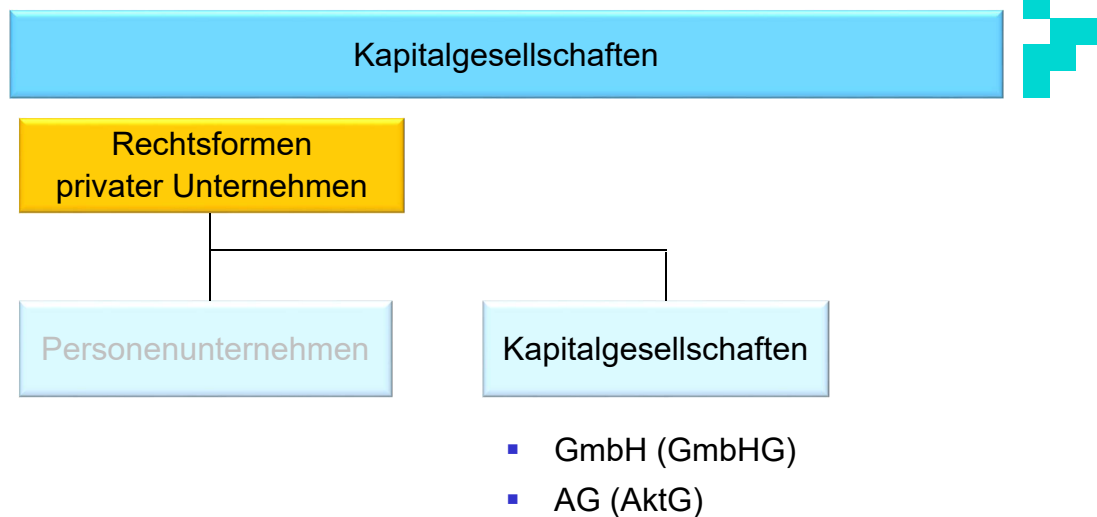 Kapitalgesellschaften
Rechtsformen
privater Unternehmen
Personenunternehmen
Kapitalgesellschaften
▪ GmbH (GmbHG)
▪ AG (AktG)